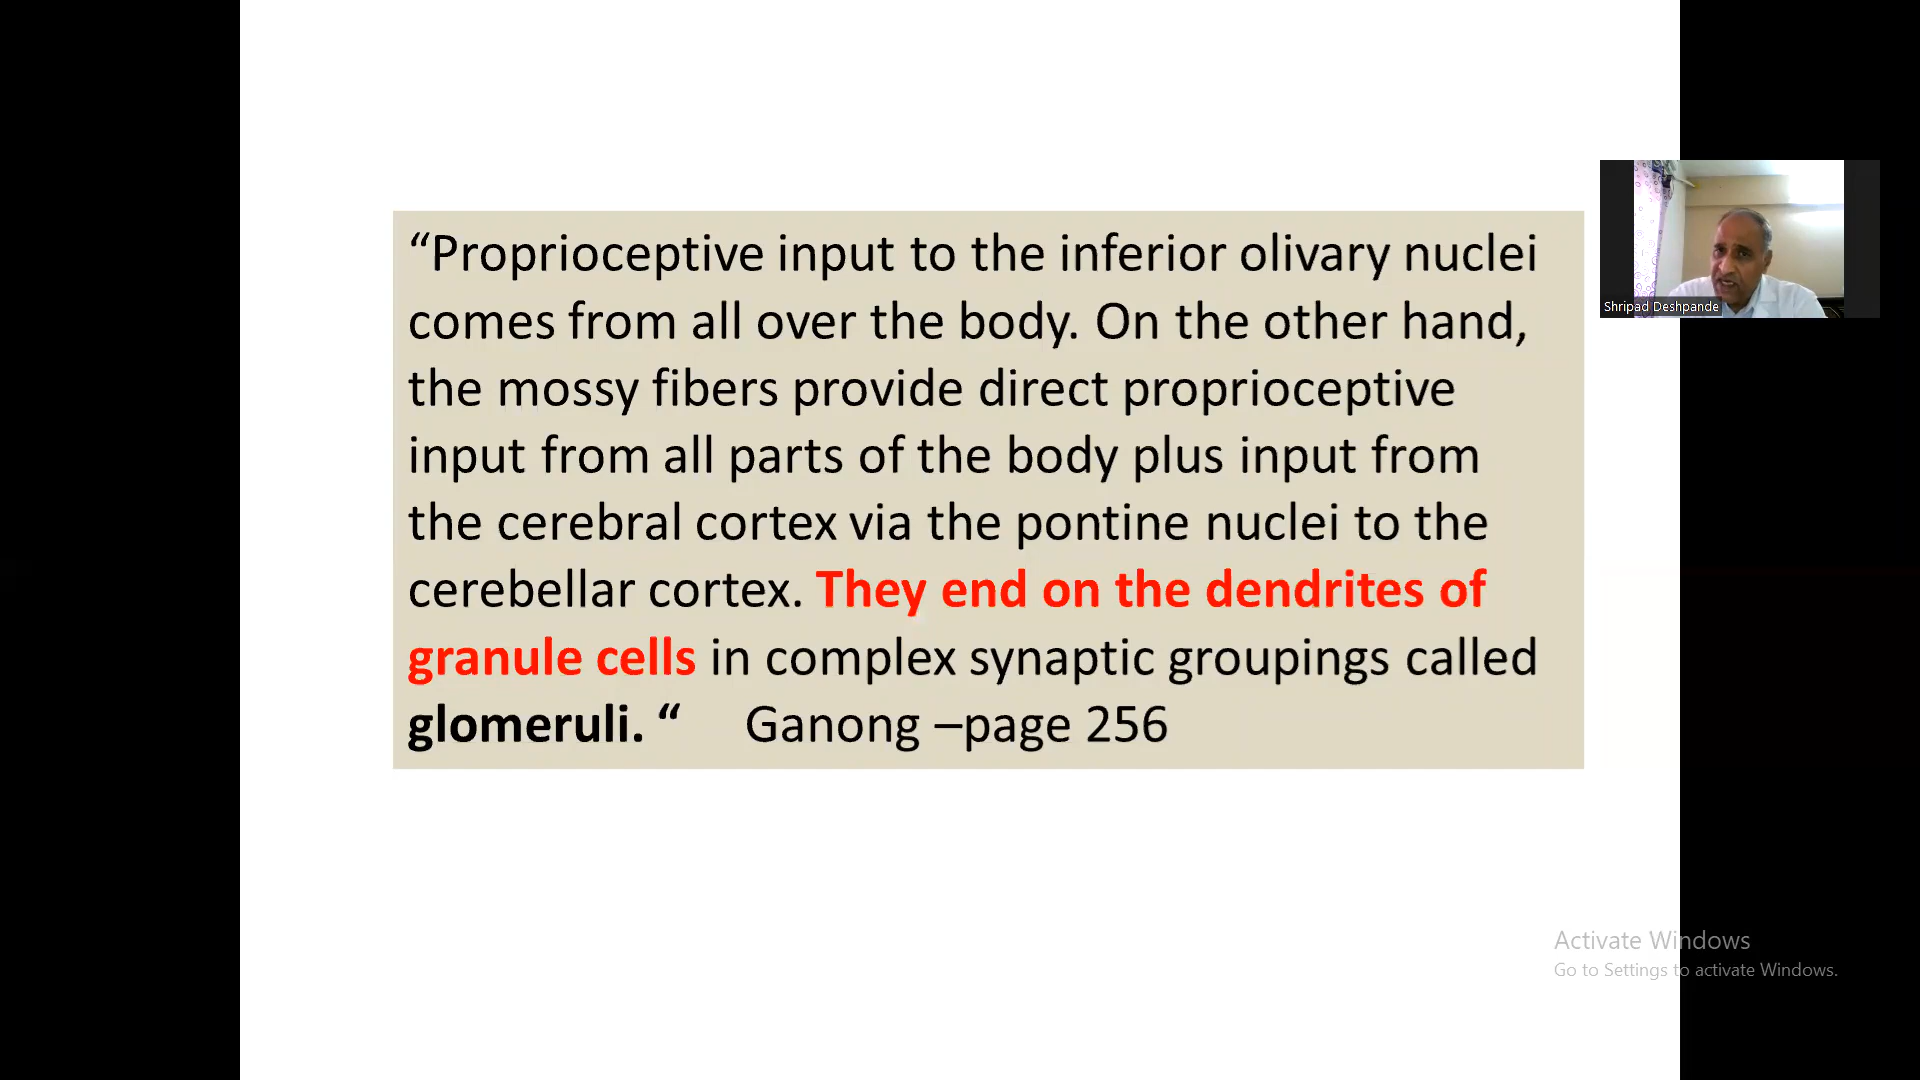 “Proprioceptive input to the inferior olivary nuclei
comes from all over the body. On the other hand,
the mossy fibers provide direct proprioceptive
input from all parts of the body plus input from
the cerebral cortex via the pontine nuclei to the
cerebellar cortex. They end on the dendrites of
granule cells in complex synaptic groupings called
glomeruli. “ Ganong –page 256
Shripad Deshpande
Activate Windows
Go to Settings to activate Windows.